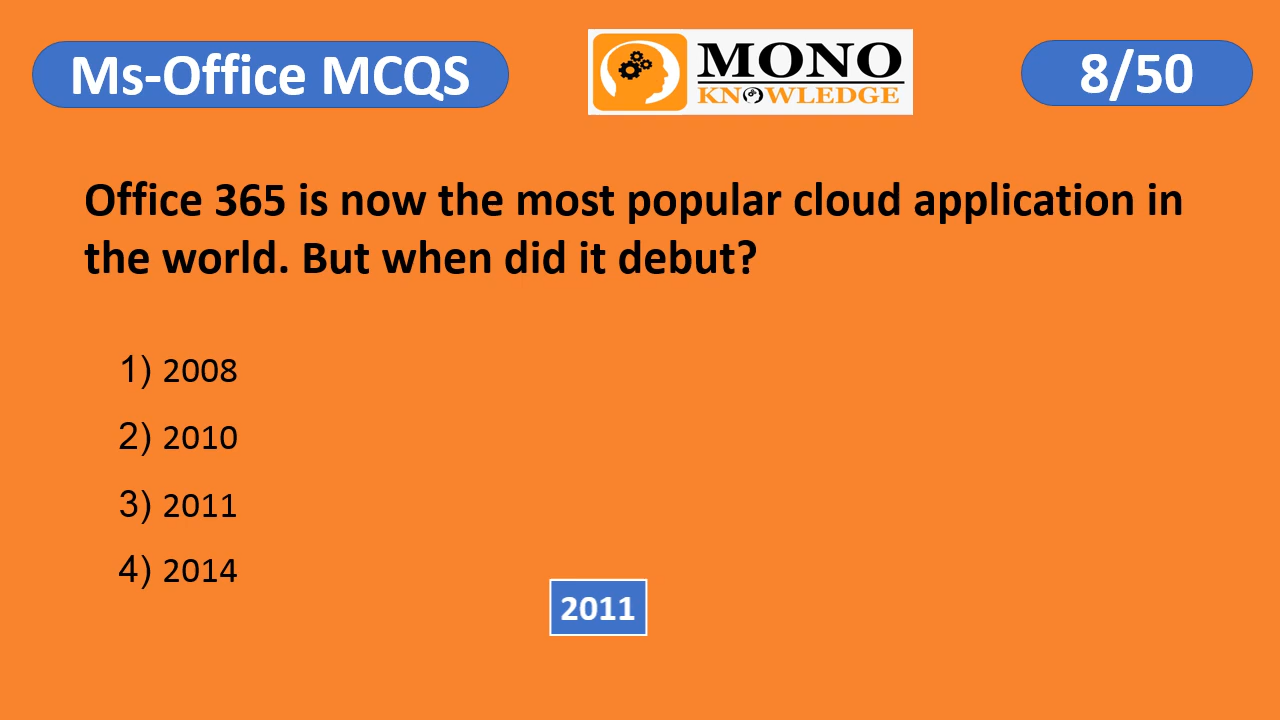 Ms-Office MCQS
MONO
KNOWLEDGE
8/50
Office 365 is now the most popular cloud application in
the world. But when did it debut?
1) 2008
2) 2010
3) 2011
4) 2014
2011